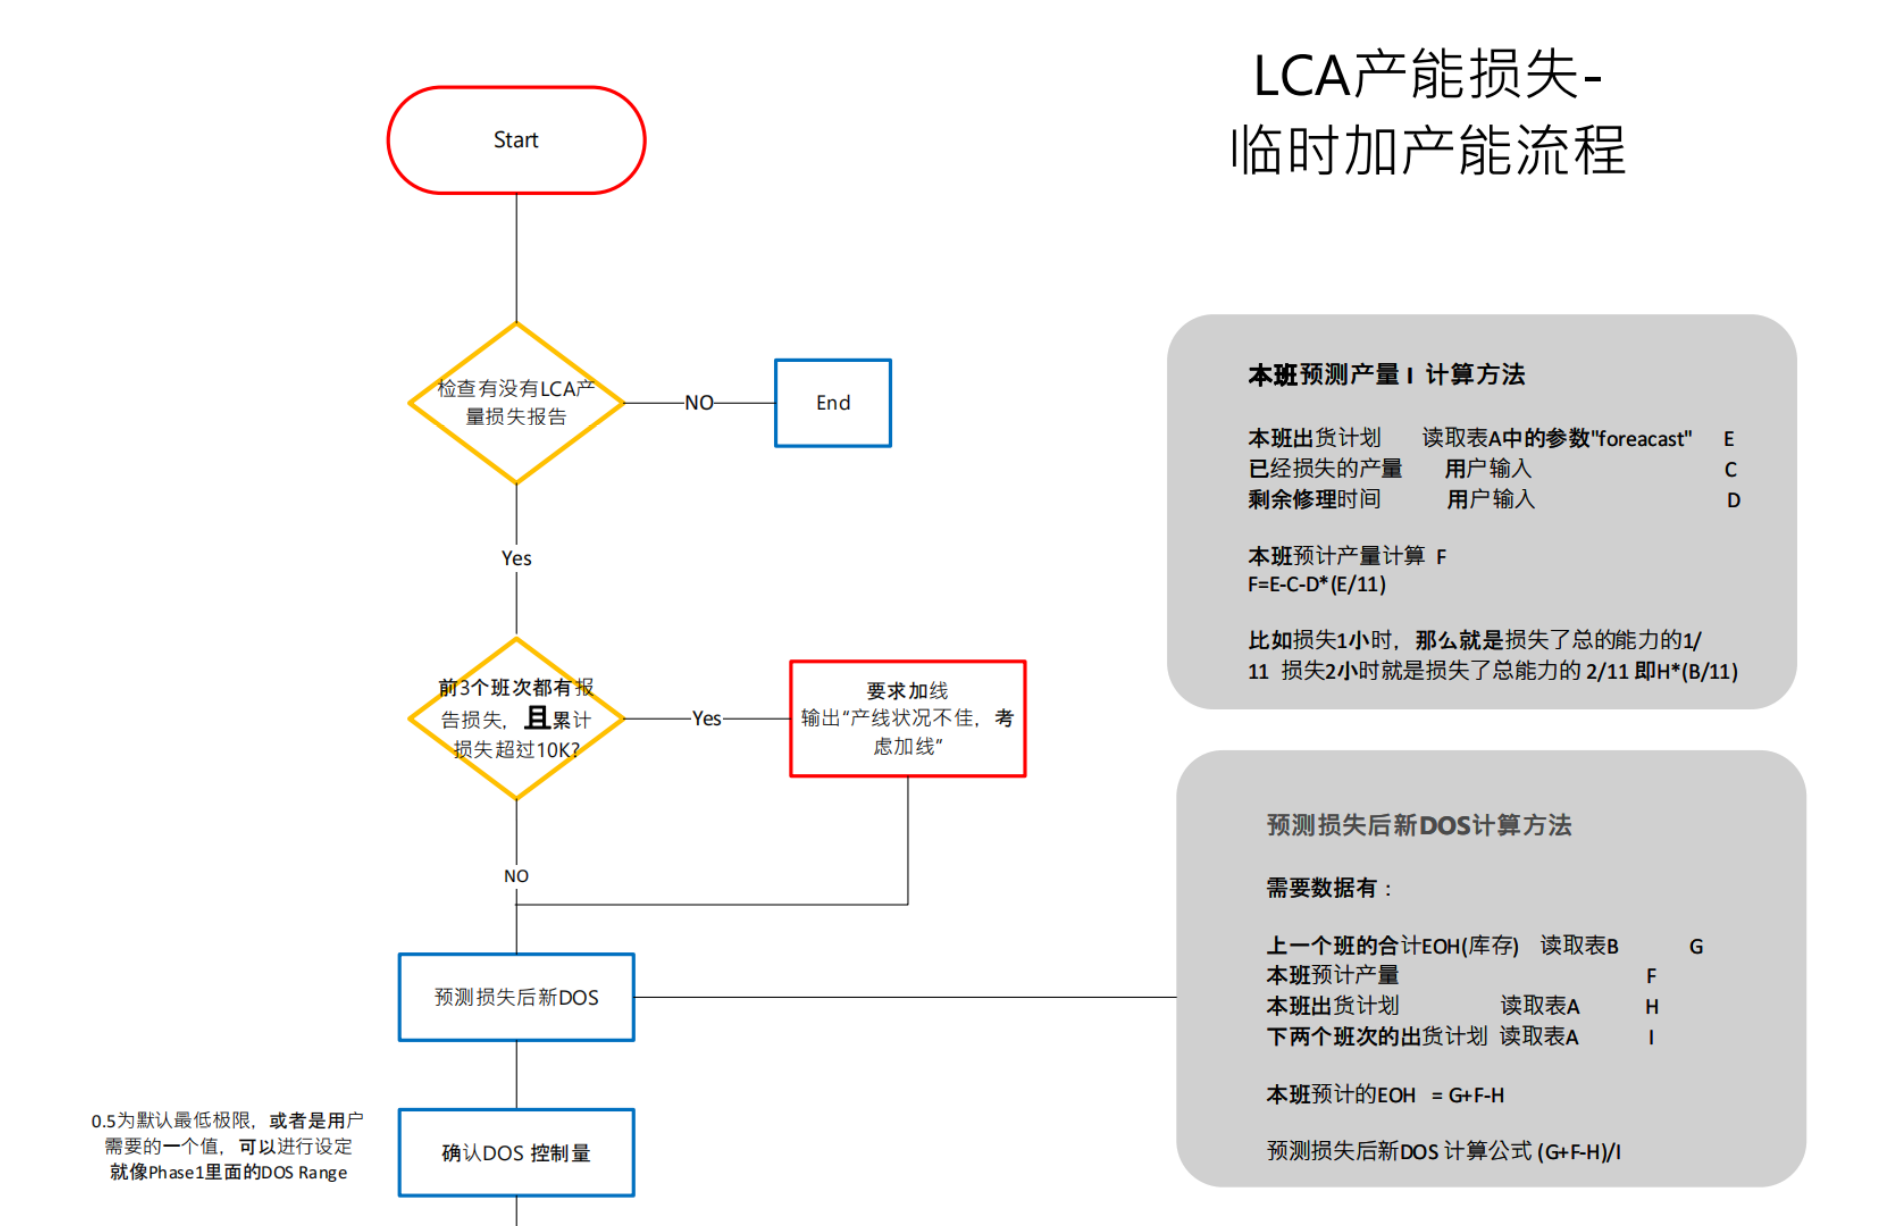 LCA产能损失-
临时加产能流程
Start
检查有没有LCA产
量损失报告
NO
End
Yes
前3个班次都有报
告损失，且累计
损失超过10K?
Yes
要求加线
输出“产线状况不佳，考
虑加线”
NO
预测损失后新DOS
0.5为默认最低极限，或者是用户
需要的一个值，可以进行设定
就像Phase1里面的DOS Range
确认DOS 控制量
本班预测产量 I 计算方法
本班出货计划 读取表A中的参数"foreacast" E
已经损失的产量 用户输入 C
剩余修理时间 用户输入 D
本班预计产量计算 F
F=E-C-D*(E/11)
比如损失1小时，那么就是损失了总的能力的1/
11 损失2小时就是损失了总能力的 2/11 即H*(B/11)
预测损失后新DOS计算方法
需要数据有：
上一个班的合计EOH(库存) 读取表B G
本班预计产量 F
本班出货计划 读取表A H
下两个班次的出货计划 读取表A I
本班预计的EOH = G+F-H
预测损失后新DOS 计算公式 (G+F-H)/I